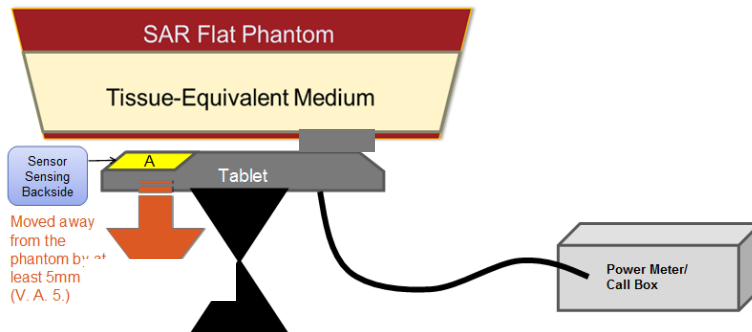 SAR Flat Phantom
Tissue-Equivalent Medium
Sensor
Sensing
Backside
A
Tablet
Moved away
from the
phantom by at
least 5mm
(V. A. 5.)
Power Meter/
Call Box